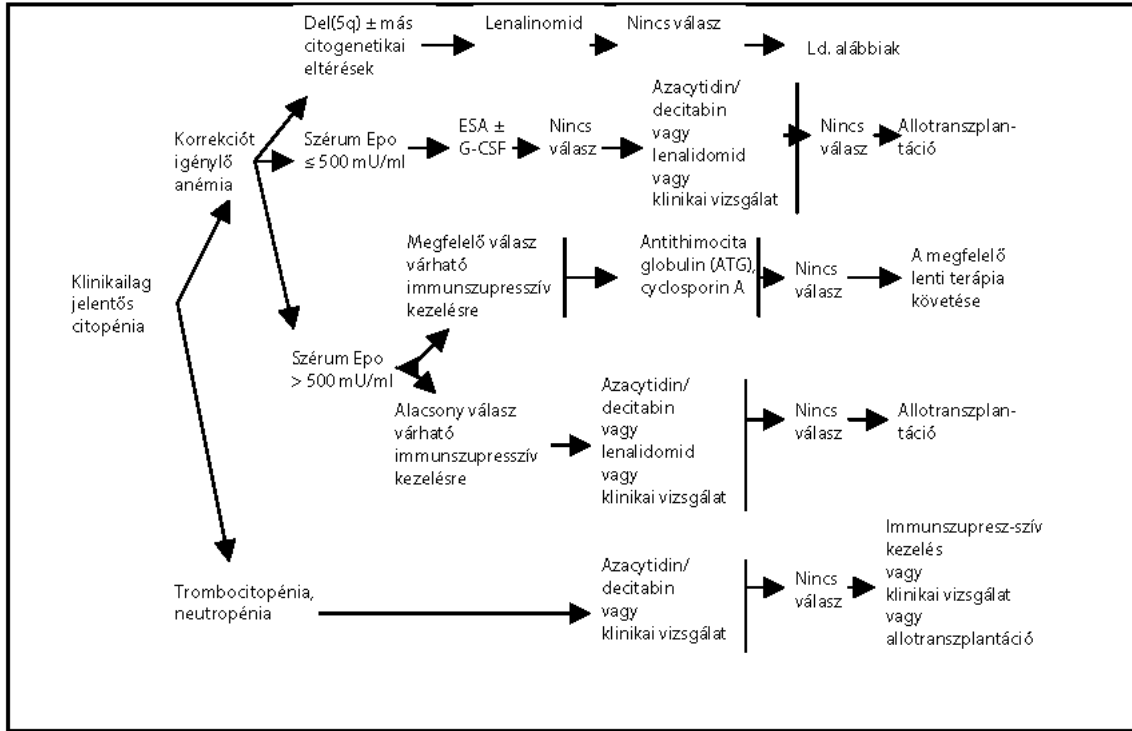 Del(5q) ± más
citogenetikai
eltérések
Lenalinomid
Nincs válasz
Ld. alábbiak
Korrekciót
igénylő
anémia
Szérum Epo
≤ 500 mU/ml
ESA ±
G-CSF
Nincs
válasz
Azacytidin/
decitabin
vagy
lenalidomid
vagy
klinikai vizsgálat
Nincs
válasz
Allotranszplan-
táció
Klinikailag
jelentős
citopénia
Szérum Epo
> 500 mU/ml
Megfelelő válasz
várható
immunszupresszív
kezelésre
Antithimocita
globulin (ATG),
cyclosporin A
Nincs
válasz
A megfelelő
lenti terápia
követése
Alacsony válasz
várható
immunszupresszív
kezelésre
Azacytidin/
decitabin
vagy
lenalidomid
vagy
klinikai vizsgálat
Nincs
válasz
Allotranszplan-
táció
Trombocitopénia,
neutropénia
Azacytidin/
decitabin
vagy
klinikai vizsgálat
Nincs
válasz
Immunszupresz-szív
kezelés
vagy
klinikai vizsgálat
vagy
allotranszplantáció